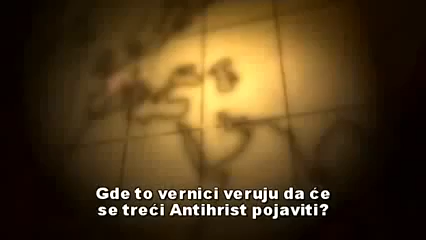 Gde to vernici veruju da će
se treći Antihrist pojaviti?